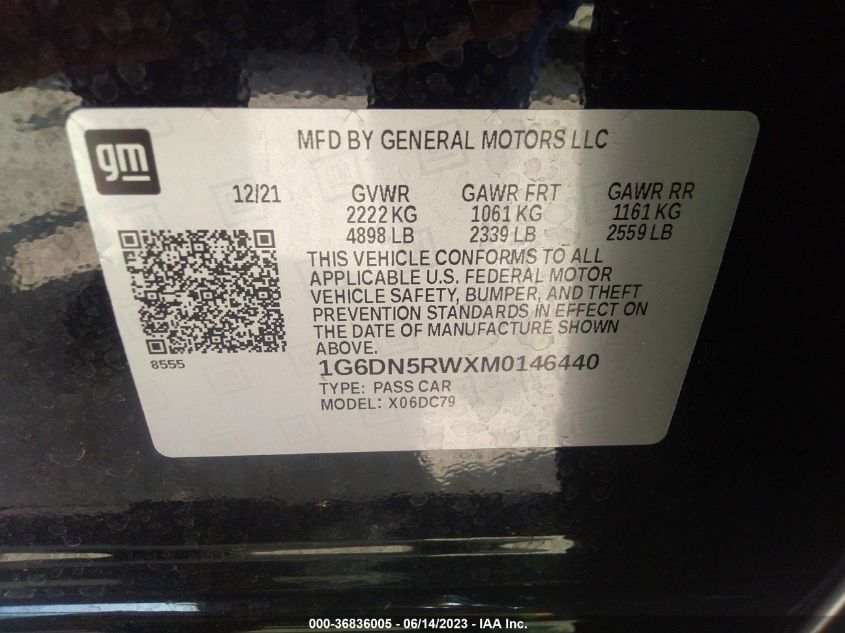 gm
MFD BY GENERAL MOTORS LLC
12/21 GVWR GAWR FRT GAWR RR
2222 KG 1061 KG 1161 KG
4898 LB 2339 LB 2559 LB
THIS VEHICLE CONFORMS TO ALL
APPLICABLE U.S. FEDERAL MOTOR
VEHICLE SAFETY, BUMPER, AND THEFT
PREVENTION STANDARDS IN EFFECT ON
THE DATE OF MANUFACTURE SHOWN
ABOVE.
8555
1G6DN5RWXM0146440
TYPE: PASS CAR
MODEL: X06DC79
000-36836005 - 06/14/2023 - IAA Inc.